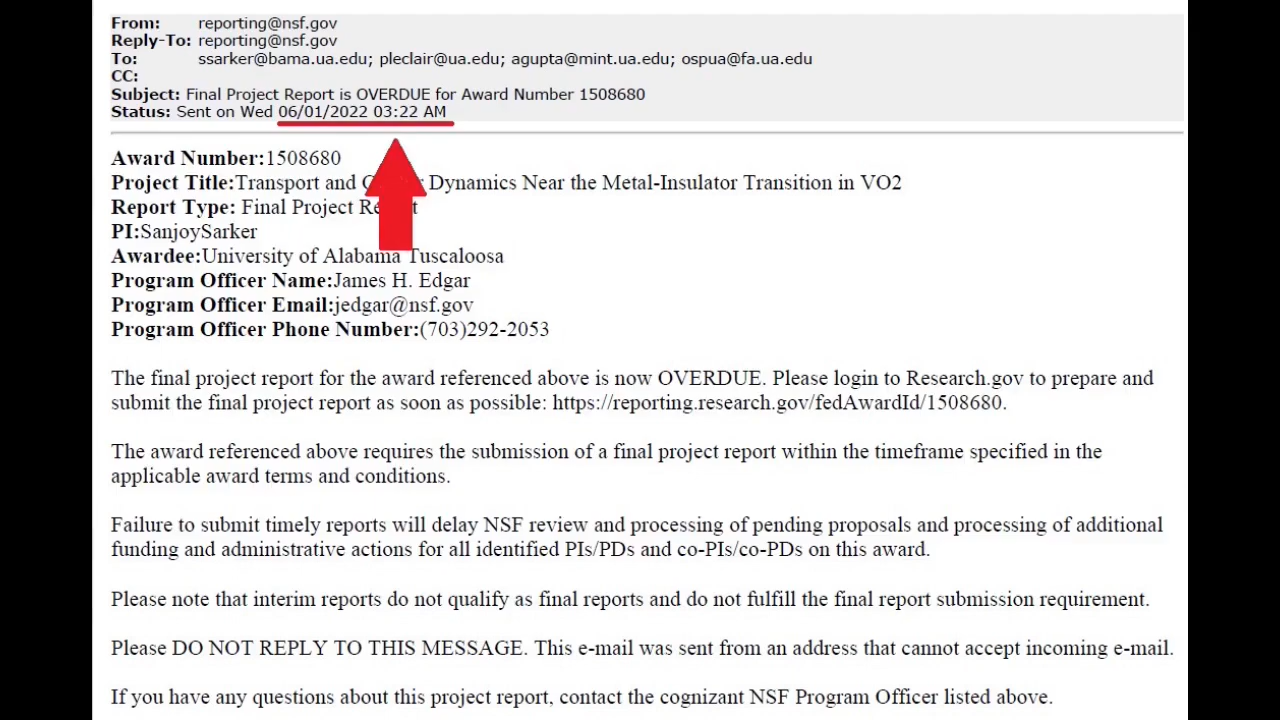 From: reporting@nsf.gov
Reply-To: reporting@nsf.gov
To: ssarker@bama.ua.edu; pleclair@ua.edu; agupta@mint.ua.edu; ospua@fa.ua.edu
CC:
Subject: Final Project Report is OVERDUE for Award Number 1508680
Status: Sent on Wed 06/01/2022 03:22 AM
Award Number:1508680
Project Title:Transport and Dynamics Near the Metal-Insulator Transition in VO2
Report Type: Final Project
PI:SanjoySarker
Awardee:University of Alabama Tuscaloosa
Program Officer Name:James H. Edgar
Program Officer Email:jedgar@nsf.gov
Program Officer Phone Number:(703)292-2053
The final project report for the award referenced above is now OVERDUE. Please login to Research.gov to prepare and
submit the final project report as soon as possible: https://reporting.research.gov/fedAwardId/1508680.
The award referenced above requires the submission of a final project report within the timeframe specified in the
applicable award terms and conditions.
Failure to submit timely reports will delay NSF review and processing of pending proposals and processing of additional
funding and administrative actions for all identified PIs/PDs and co-PIs/co-PDs on this award.
Please note that interim reports do not qualify as final reports and do not fulfill the final report submission requirement.
Please DO NOT REPLY TO THIS MESSAGE. This e-mail was sent from an address that cannot accept incoming e-mail.
If you have any questions about this project report, contact the cognizant NSF Program Officer listed above.